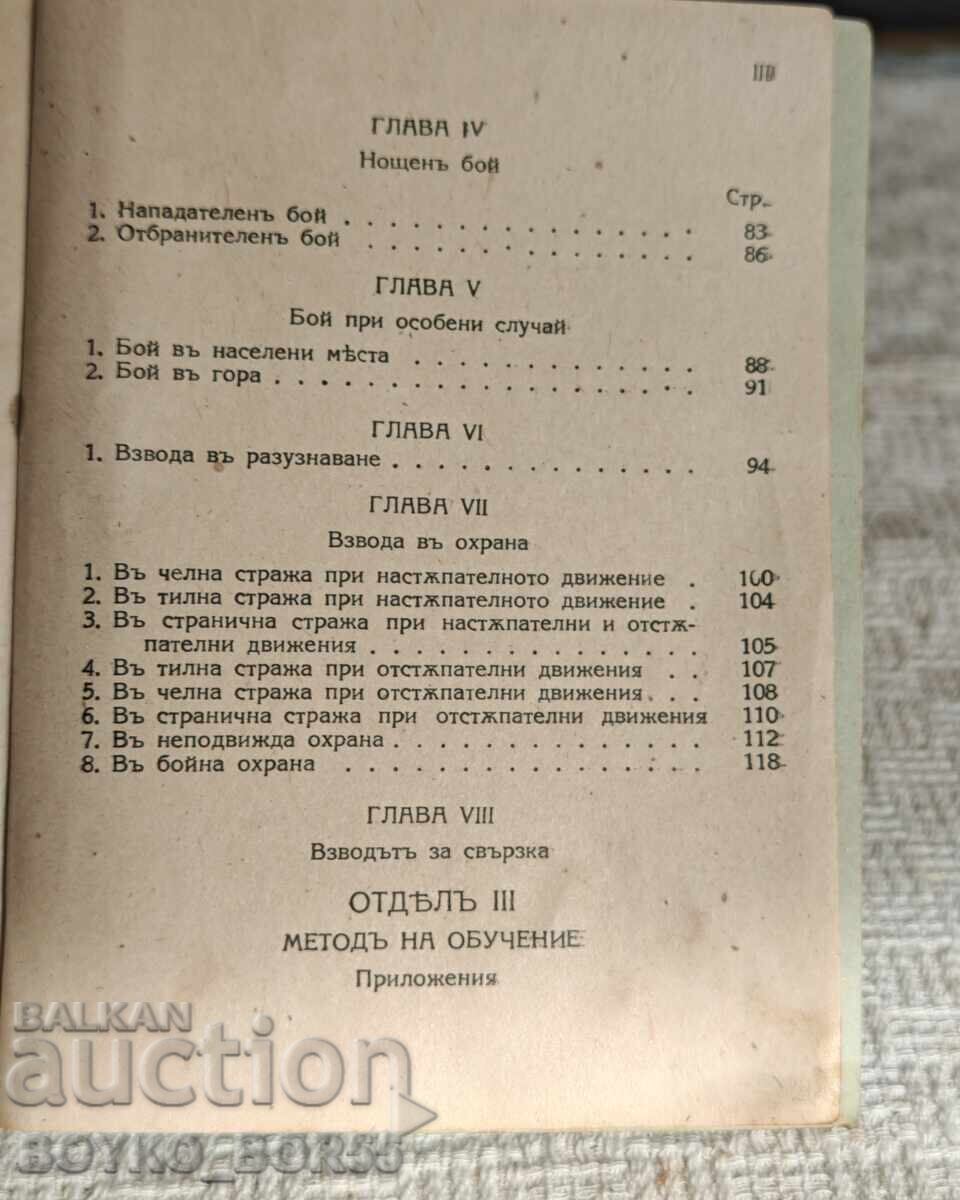 ГЛАВА IV
Нощенъ бой
Стр.
1. Нападателенъ бой . . . . . . . . . . . . . 83
2. Отбранителенъ бой . . . . . . . . . . . . 86
ГЛАВА V
Бой при особени случай
1. Бой въ населени мѣста . . . . . . . . . . 88
2. Бой въ гора . . . . . . . . . . . . . . . . 91
ГЛАВА VI
1. Взвода въ разузнаване . . . . . . . . . . . 94
ГЛАВА VII
Взвода въ охрана
1. Въ челна стража при настѫпателното движение . 100
2. Въ тилна стража при настѫпателното движение . 104
3. Въ странична стража при настѫпателни и отстѫ-
пателни движения . . . . . . . . . . . . . 105
4. Въ тилна стража при отстѫпателни движения . . 107
5. Въ челна стража при отстѫпателни движения . . . 108
6. Въ странична стража при отстѫпателни движения 110
7. Въ неподвижда охрана . . . . . . . . . . . . 112
8. Въ бойна охрана . . . . . . . . . . . . . . 118
ГЛАВА VIII
Взводътъ за свързка
ОТДѢЛЪ III
МЕТОДЪ НА ОБУЧЕНИЕ
Приложения
BALKAN
auction
BOYKO_BOR55